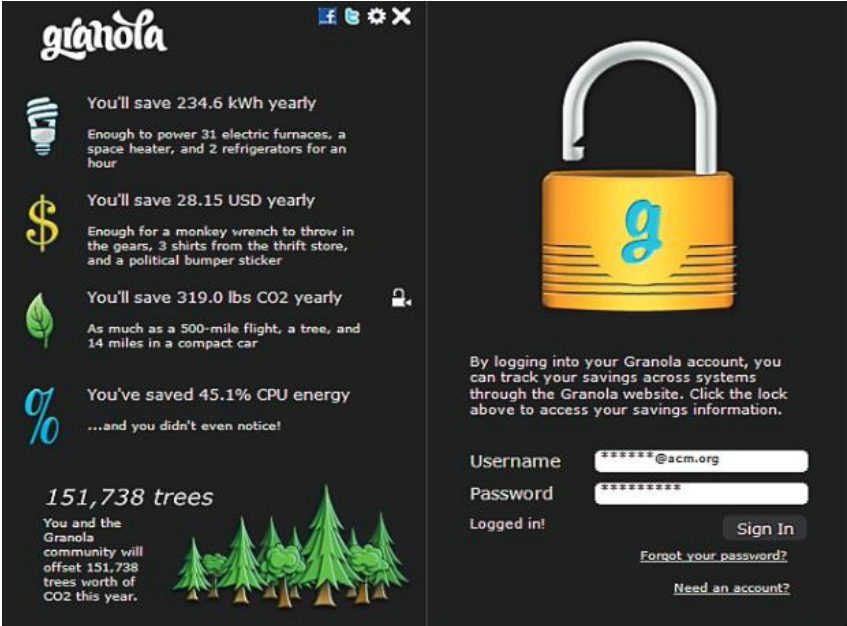 granola
You'll save 234.6 kWh yearly
Enough to power 31 electric furnaces, a
space heater, and 2 refrigerators for an
hour
$
You'll save 28.15 USD yearly
Enough for a monkey wrench to throw in
the gears, 3 shirts from the thrift store,
and a political bumper sticker
You'll save 319.0 lbs CO2 yearly
As much as a 500-mile flight, a tree, and
14 miles in a compact car
%
You've saved 45.1% CPU energy
...and you didn't even notice!
151,738 trees
You and the
Granola
community will
offset 151,738
trees worth of
CO2 this year.
g
By logging into your Granola account, you
can track your savings across systems
through the Granola website. Click the lock
above to access your savings information.
Username ******@acm.org
Password *********
Logged in! Sign In
Forgot your password?
Need an account?